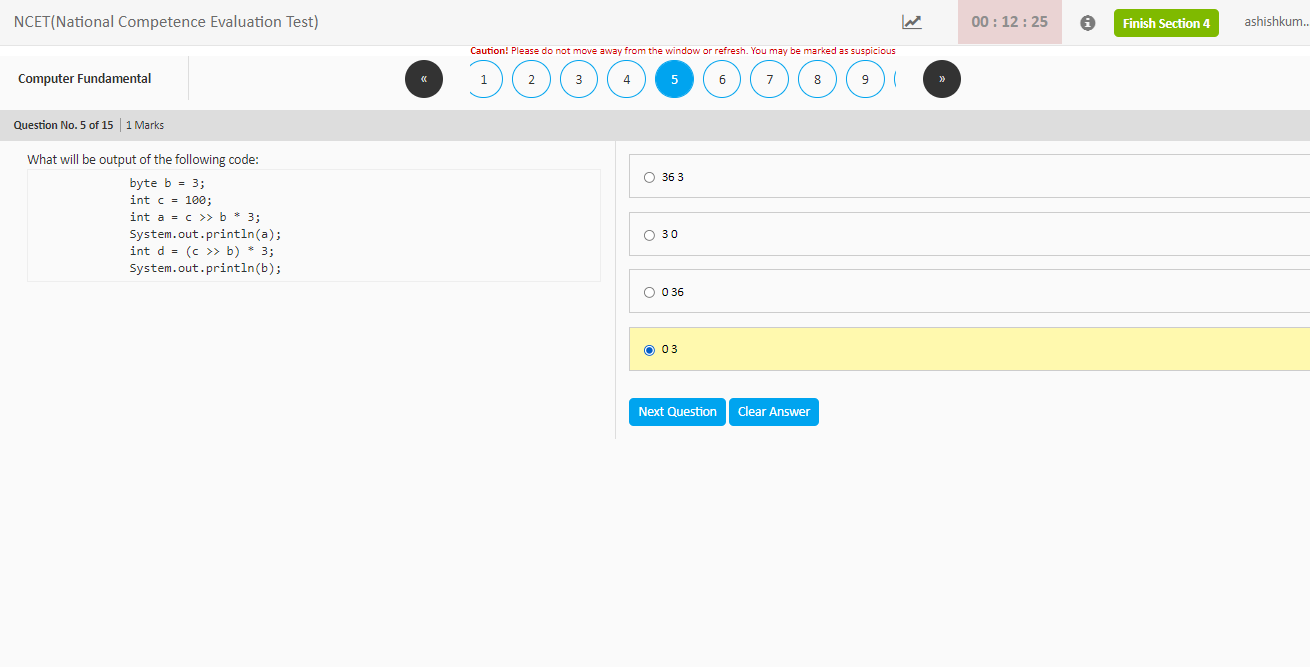 NCET(National Competence Evaluation Test)
00 : 12 : 25
Finish Section 4
ashishkum..
Caution! Please do not move away from the window or refresh. You may be marked as suspicious
Computer Fundamental
«
1
2
3
4
5
6
7
8
9
»
Question No. 5 of 15
1 Marks
What will be output of the following code:
byte b = 3;
int c = 100;
int a = c >> b * 3;
System.out.println(a);
int d = (c >> b) * 3;
System.out.println(b);
36 3
3 0
0 36
0 3
Next Question
Clear Answer